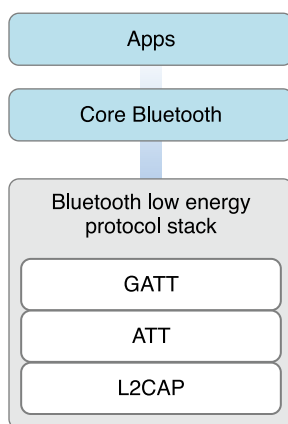 Apps
Core Bluetooth
Bluetooth low energy
protocol stack
GATT
ATT
L2CAP